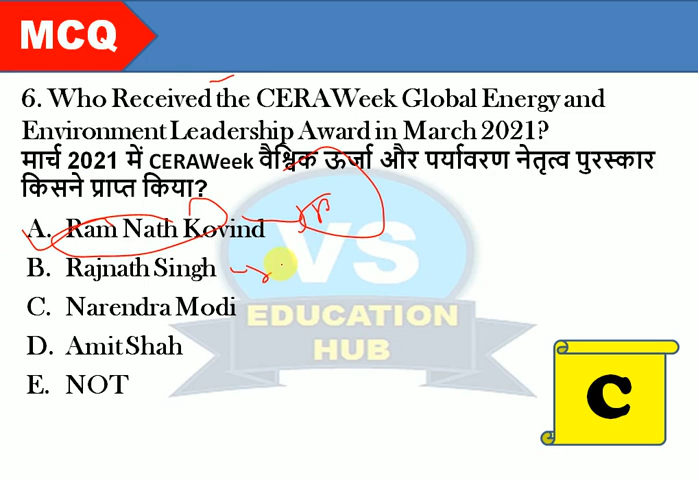 MCQ
6. Who Received the CERAWeek Global Energy and
Environment Leadership Award in March 2021?
मार्च 2021 में CERAWeek वैश्विक ऊर्जा और पर्यावरण नेतृत्व पुरस्कार
किसने प्राप्त किया?
A. Ram Nath Kovind
B. Rajnath Singh
C. Narendra Modi
D. Amit Shah
E. NOT
VS
EDUCATION
HUB
C